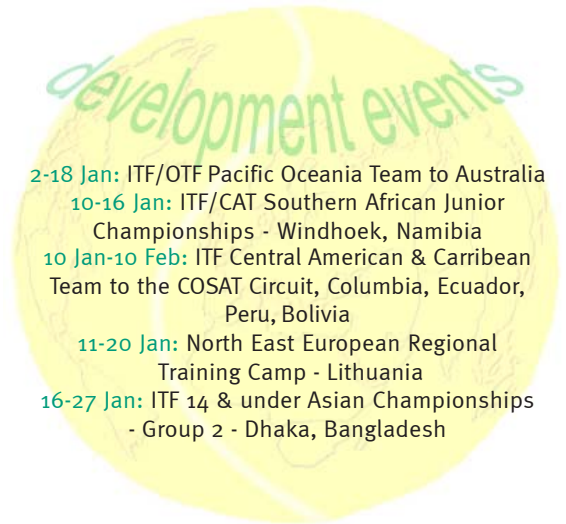 development events
2-18 Jan: ITF/OTF Pacific Oceania Team to Australia
10-16 Jan: ITF/CAT Southern African Junior
Championships - Windhoek, Namibia
10 Jan-10 Feb: ITF Central American & Carribean
Team to the COSAT Circuit, Columbia, Ecuador,
Peru, Bolivia
11-20 Jan: North East European Regional
Training Camp - Lithuania
16-27 Jan: ITF 14 & under Asian Championships
- Group 2 - Dhaka, Bangladesh